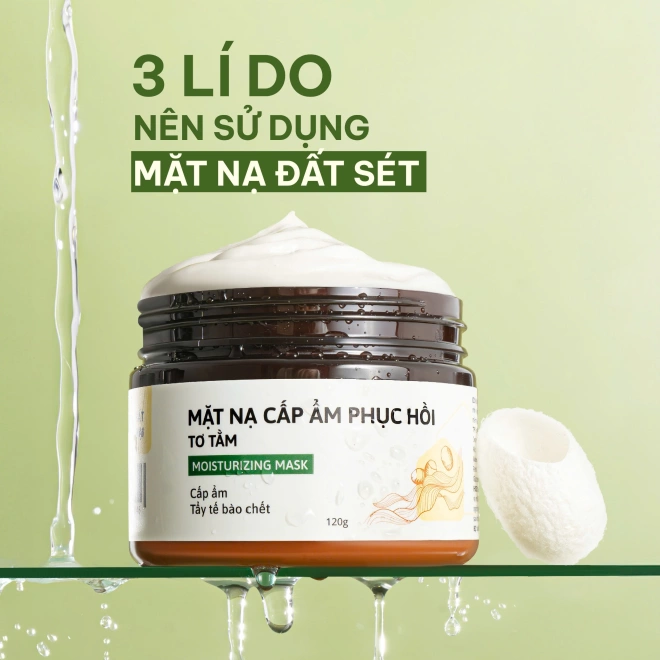 3 LÍ DO
NÊN SỬ DỤNG
MẶT NẠ ĐẤT SÉT
MẶT NẠ CẤP ẨM PHỤC HỒI
TƠ TẰM
MOISTURIZING MASK
Cấp ẩm
Tẩy tế bào chết
120g